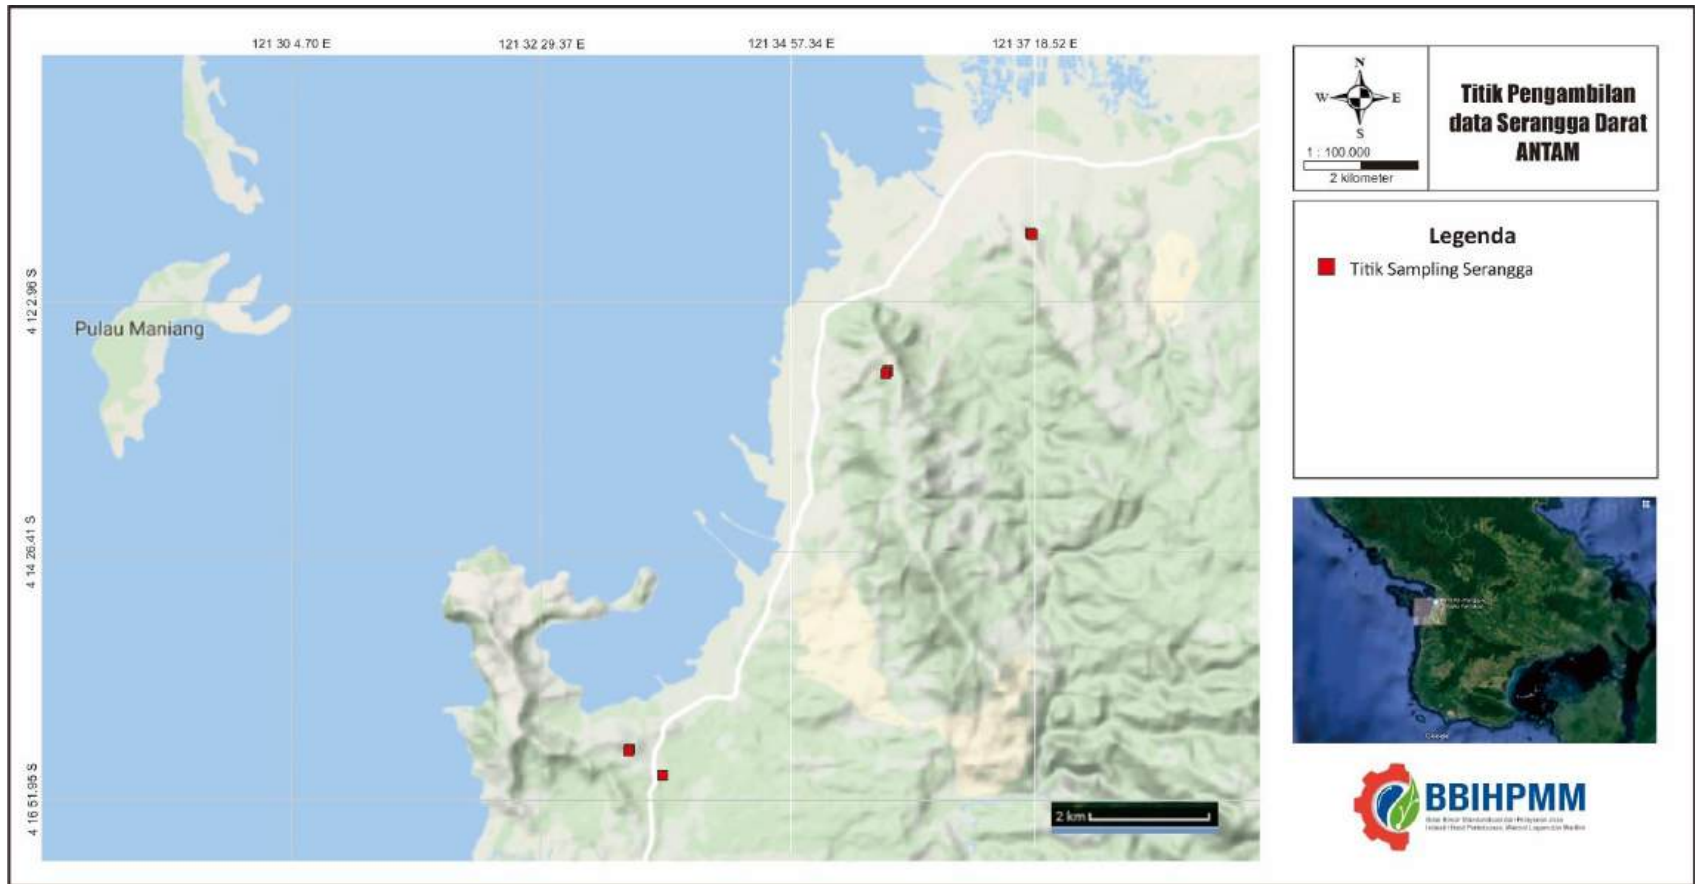 121 30 4.70 E
121 32 29.37 E
121 34 57.34 E
121 37 18.52 E
4 12 2.96 S
4 14 26.41 S
4 16 51.95 S
Pulau Maniang
2 km
N
W
E
S
1 : 100.000
2 kilometer
Titik Pengambilan
data Serangga Darat
ANTAM
Legenda
Titik Sampling Serangga
Google
BBIHPMM